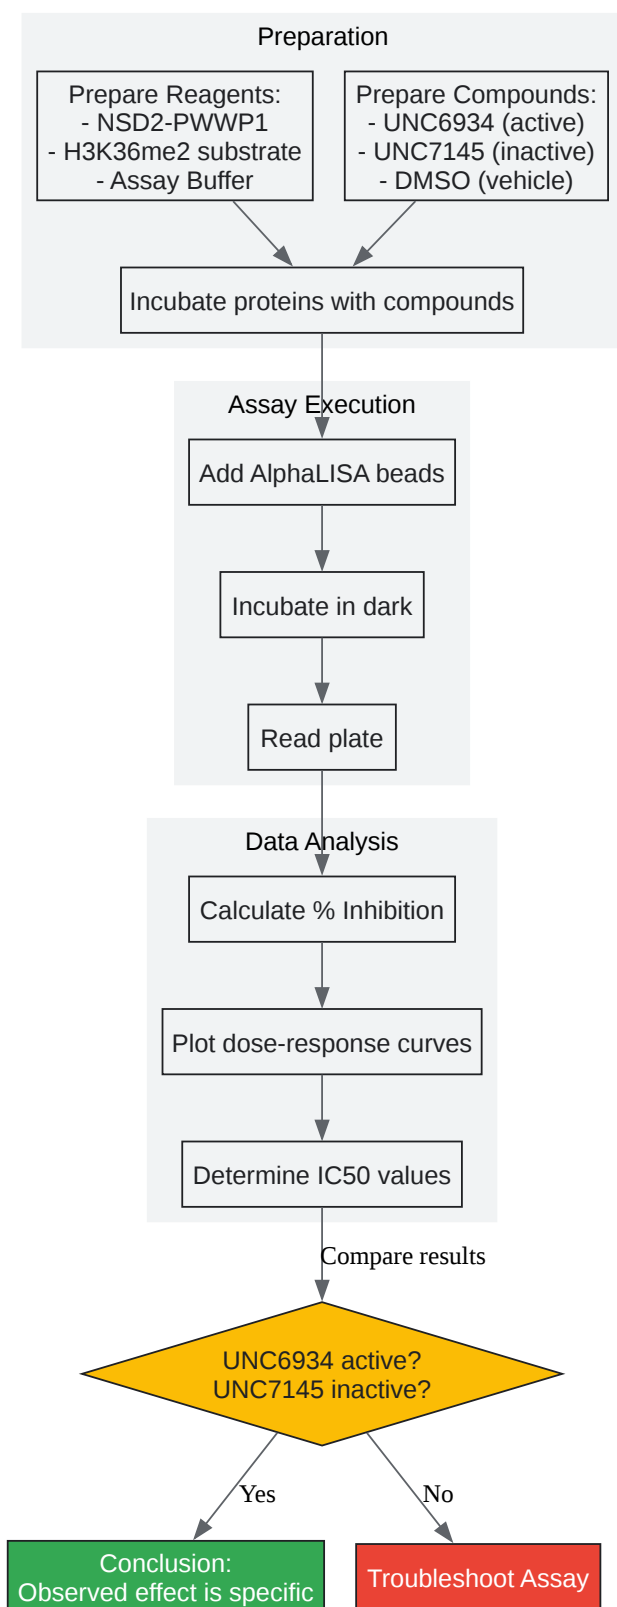 Preparation
Prepare Reagents:
- NSD2-PWWP1
- H3K36me2 substrate
- Assay Buffer
Prepare Compounds:
- UNC6934 (active)
- UNC7145 (inactive)
- DMSO (vehicle)
Incubate proteins with compounds
Assay Execution
Add AlphaLISA beads
Incubate in dark
Read plate
Data Analysis
Calculate % Inhibition
Plot dose-response curves
Determine IC50 values
Compare results
UNC6934 active?
UNC7145 inactive?
Yes
No
Conclusion:
Observed effect is specific
Troubleshoot Assay